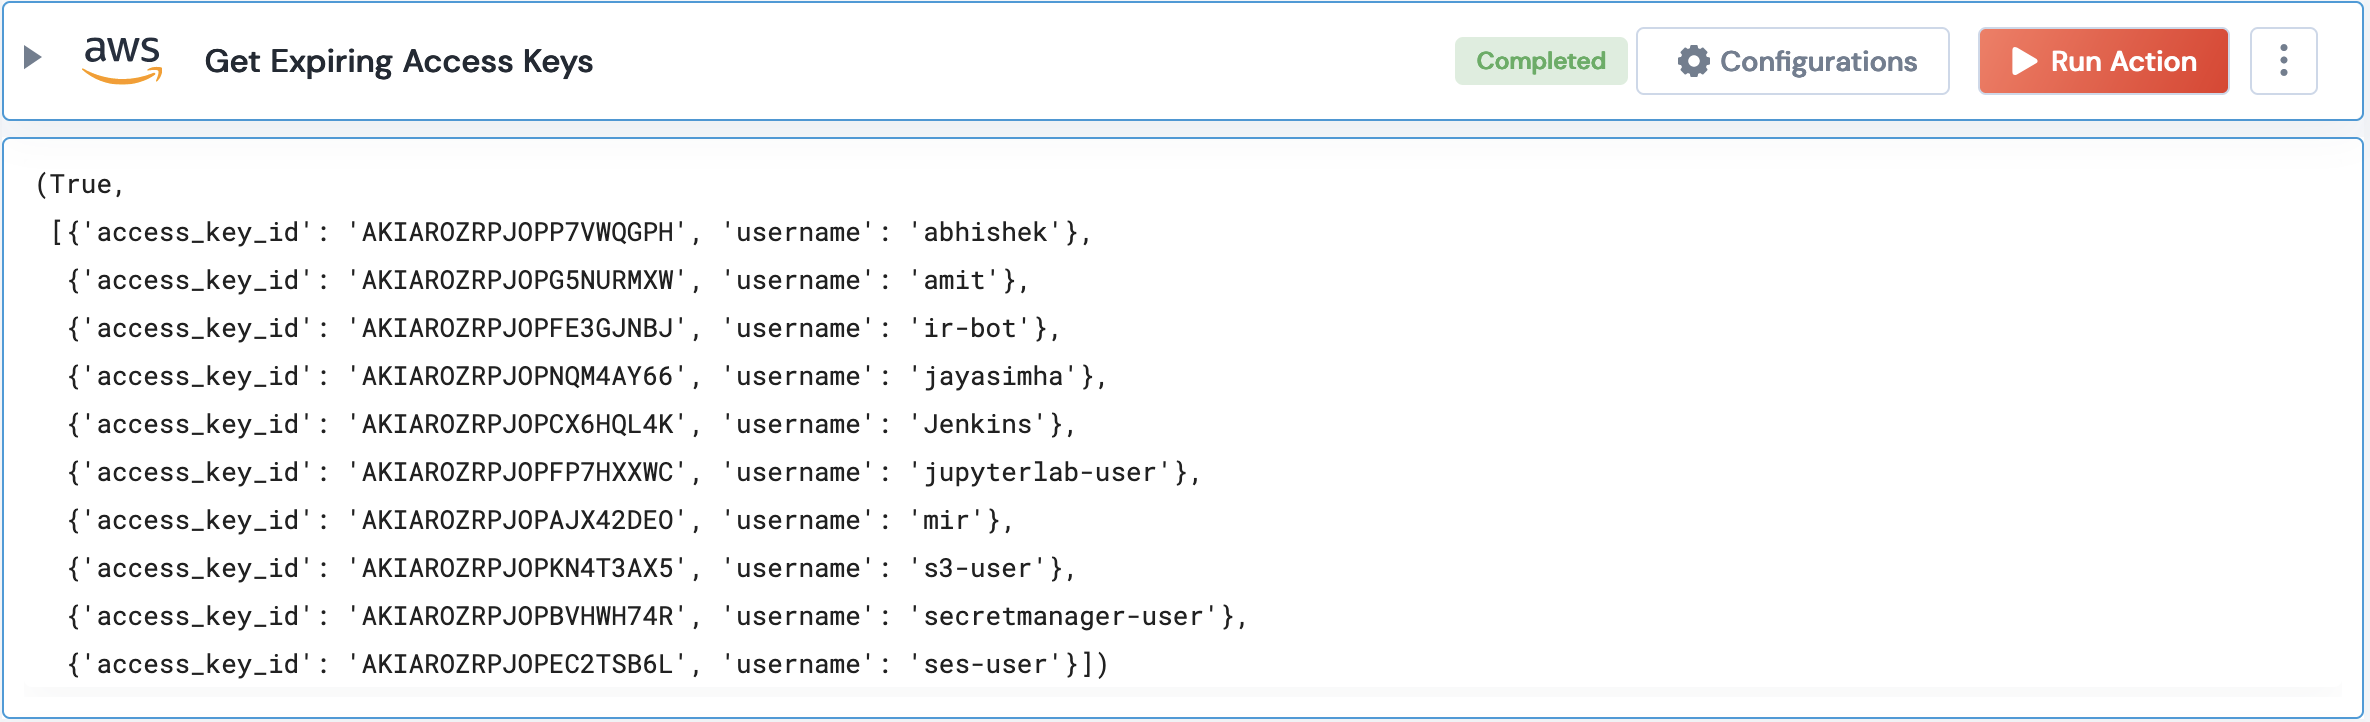 aws
Get Expiring Access Keys
Completed
Configurations
Run Action
(True,
[{'access_key_id': 'AKIAROZRPJOPP7VWQGPH', 'username': 'abhishek'},
{'access_key_id': 'AKIAROZRPJOPG5NURMXW', 'username': 'amit'},
{'access_key_id': 'AKIAROZRPJOPFE3GJNBJ', 'username': 'ir-bot'},
{'access_key_id': 'AKIAROZRPJOPNQM4AY66', 'username': 'jayasimha'},
{'access_key_id': 'AKIAROZRPJOPCX6HQL4K', 'username': 'Jenkins'},
{'access_key_id': 'AKIAROZRPJOPFP7HXXWC', 'username': 'jupyterlab-user'},
{'access_key_id': 'AKIAROZRPJOPAJX42DEO', 'username': 'mir'},
{'access_key_id': 'AKIAROZRPJOPKN4T3AX5', 'username': 's3-user'},
{'access_key_id': 'AKIAROZRPJOPBVHWH74R', 'username': 'secretmanager-user'},
{'access_key_id': 'AKIAROZRPJOPEC2TSB6L', 'username': 'ses-user'}])